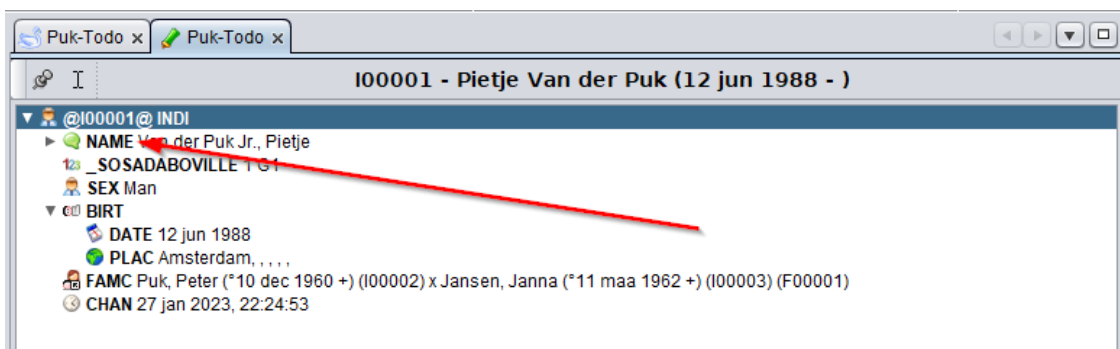 Puk-Todo x Puk-Todo x
I00001 - Pietje Van der Puk (12 jun 1988 - )
@I00001@ INDI
NAME Van der Puk Jr., Pietje
123 _SOSADABOVILLE 1 G1
SEX Man
BIRT
DATE 12 jun 1988
PLAC Amsterdam, , , , ,
FAMC Puk, Peter (°10 dec 1960 +) (I00002) x Jansen, Janna (°11 maa 1962 +) (I00003) (F00001)
CHAN 27 jan 2023, 22:24:53